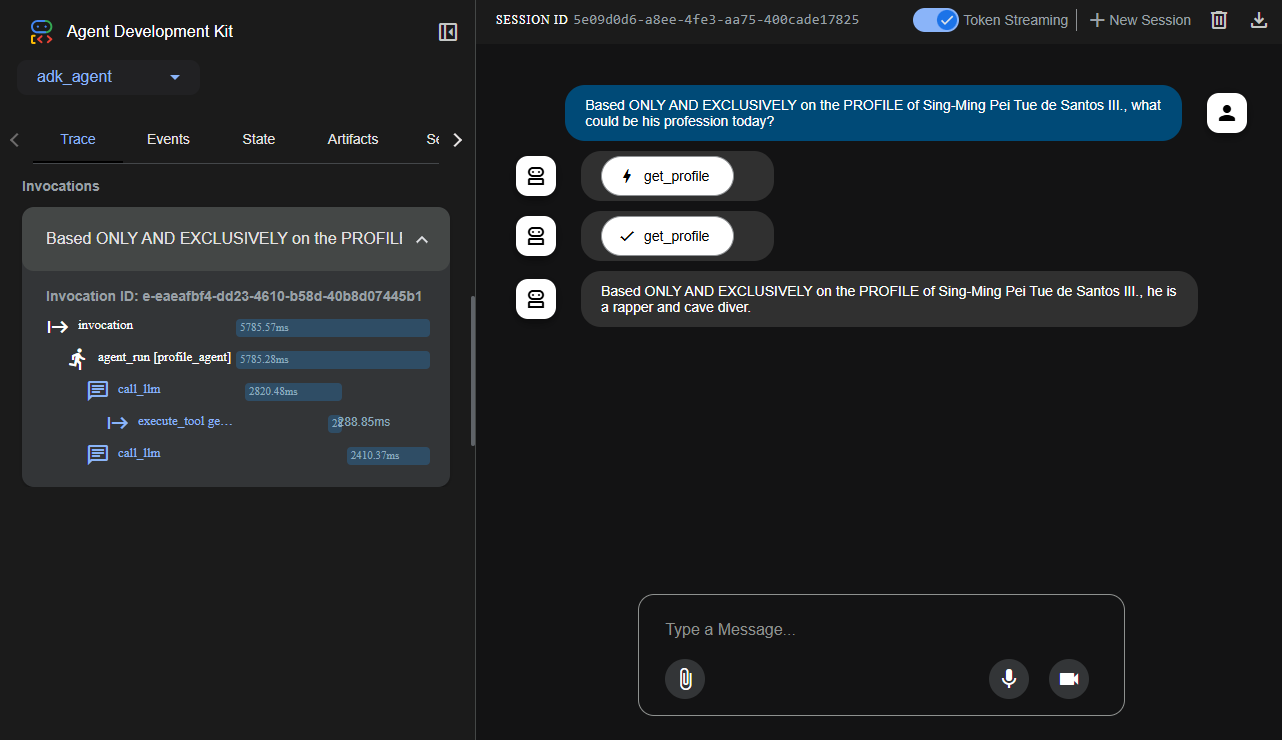 Agent Development Kit
adk_agent
Trace Events State Artifacts Se
Invocations
Based ONLY AND EXCLUSIVELY on the PROFILI
Invocation ID: e-eaeafbf4-dd23-4610-b58d-40b8d07445b1
invocation 5785.57ms
agent_run [profile_agent] 5785.28ms
call_llm 2820.48ms
execute_tool ge… 288.85ms
call_llm 2410.37ms
SESSION ID 5e09d0d6-a8ee-4fe3-aa75-400cade17825
Token Streaming
New Session
Based ONLY AND EXCLUSIVELY on the PROFILE of Sing-Ming Pei Tue de Santos III., what
could be his profession today?
get_profile
get_profile
Based ONLY AND EXCLUSIVELY on the PROFILE of Sing-Ming Pei Tue de Santos III., he is
a rapper and cave diver.
Type a Message...